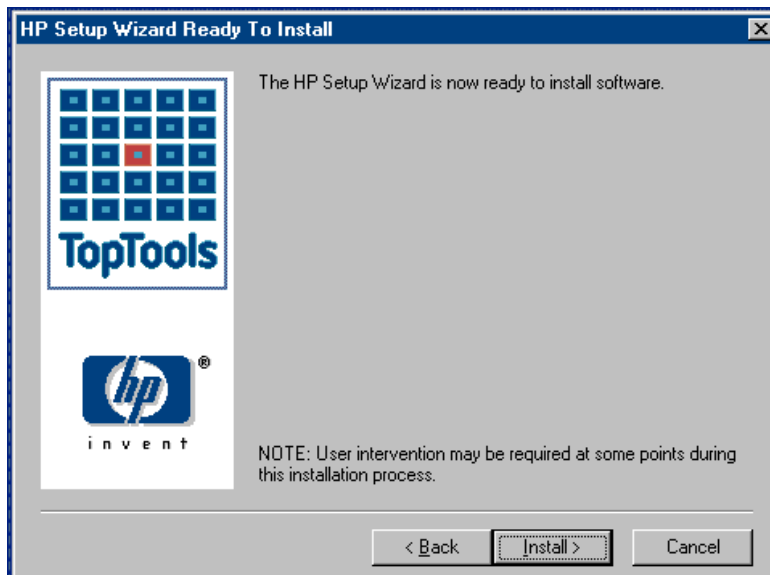 HP Setup Wizard Ready To Install
The HP Setup Wizard is now ready to install software.
TopTools
hp
®
invent
NOTE: User intervention may be required at some points during
this installation process.
< Back
Install >
Cancel